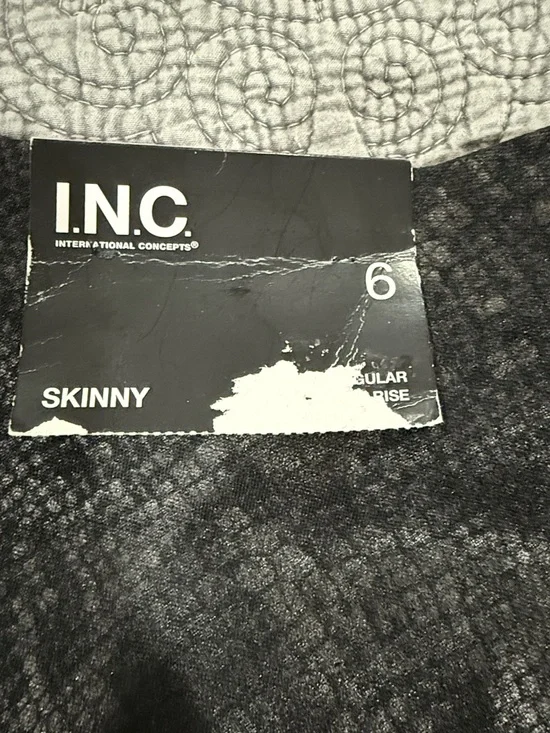 I.N.C.
INTERNATIONAL CONCEPTS®
6
SKINNY
GULAR
RISE